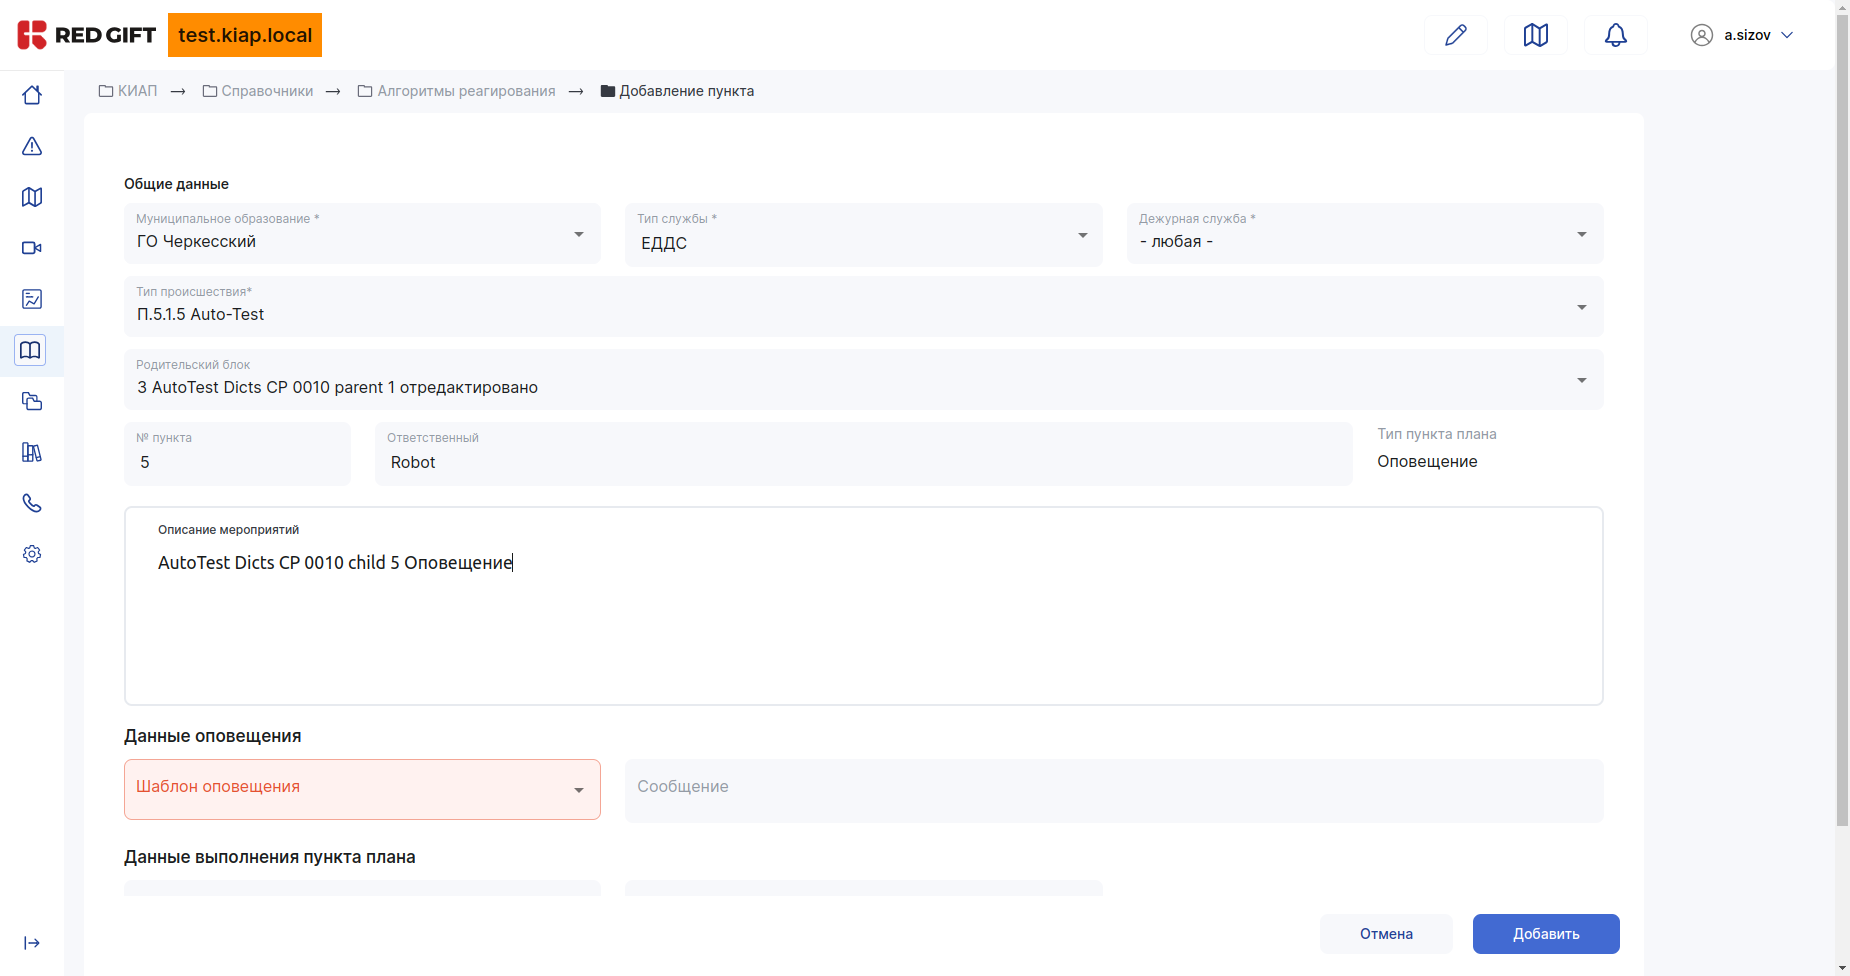 RED GIFT
test.kiap.local
a.sizov
КИАП → Справочники → Алгоритмы реагирования → Добавление пункта
Общие данные
Муниципальное образование *
ГО Черкесский
Тип службы *
ЕДДС
Дежурная служба *
- любая -
Тип происшествия*
П.5.1.5 Auto-Test
Родительский блок
3 AutoTest Dicts CP 0010 parent 1 отредактировано
№ пункта
5
Ответственный
Robot
Тип пункта плана
Оповещение
Описание мероприятий
AutoTest Dicts CP 0010 child 5 Оповещение
Данные оповещения
Шаблон оповещения
Сообщение
Данные выполнения пункта плана
Отмена
Добавить